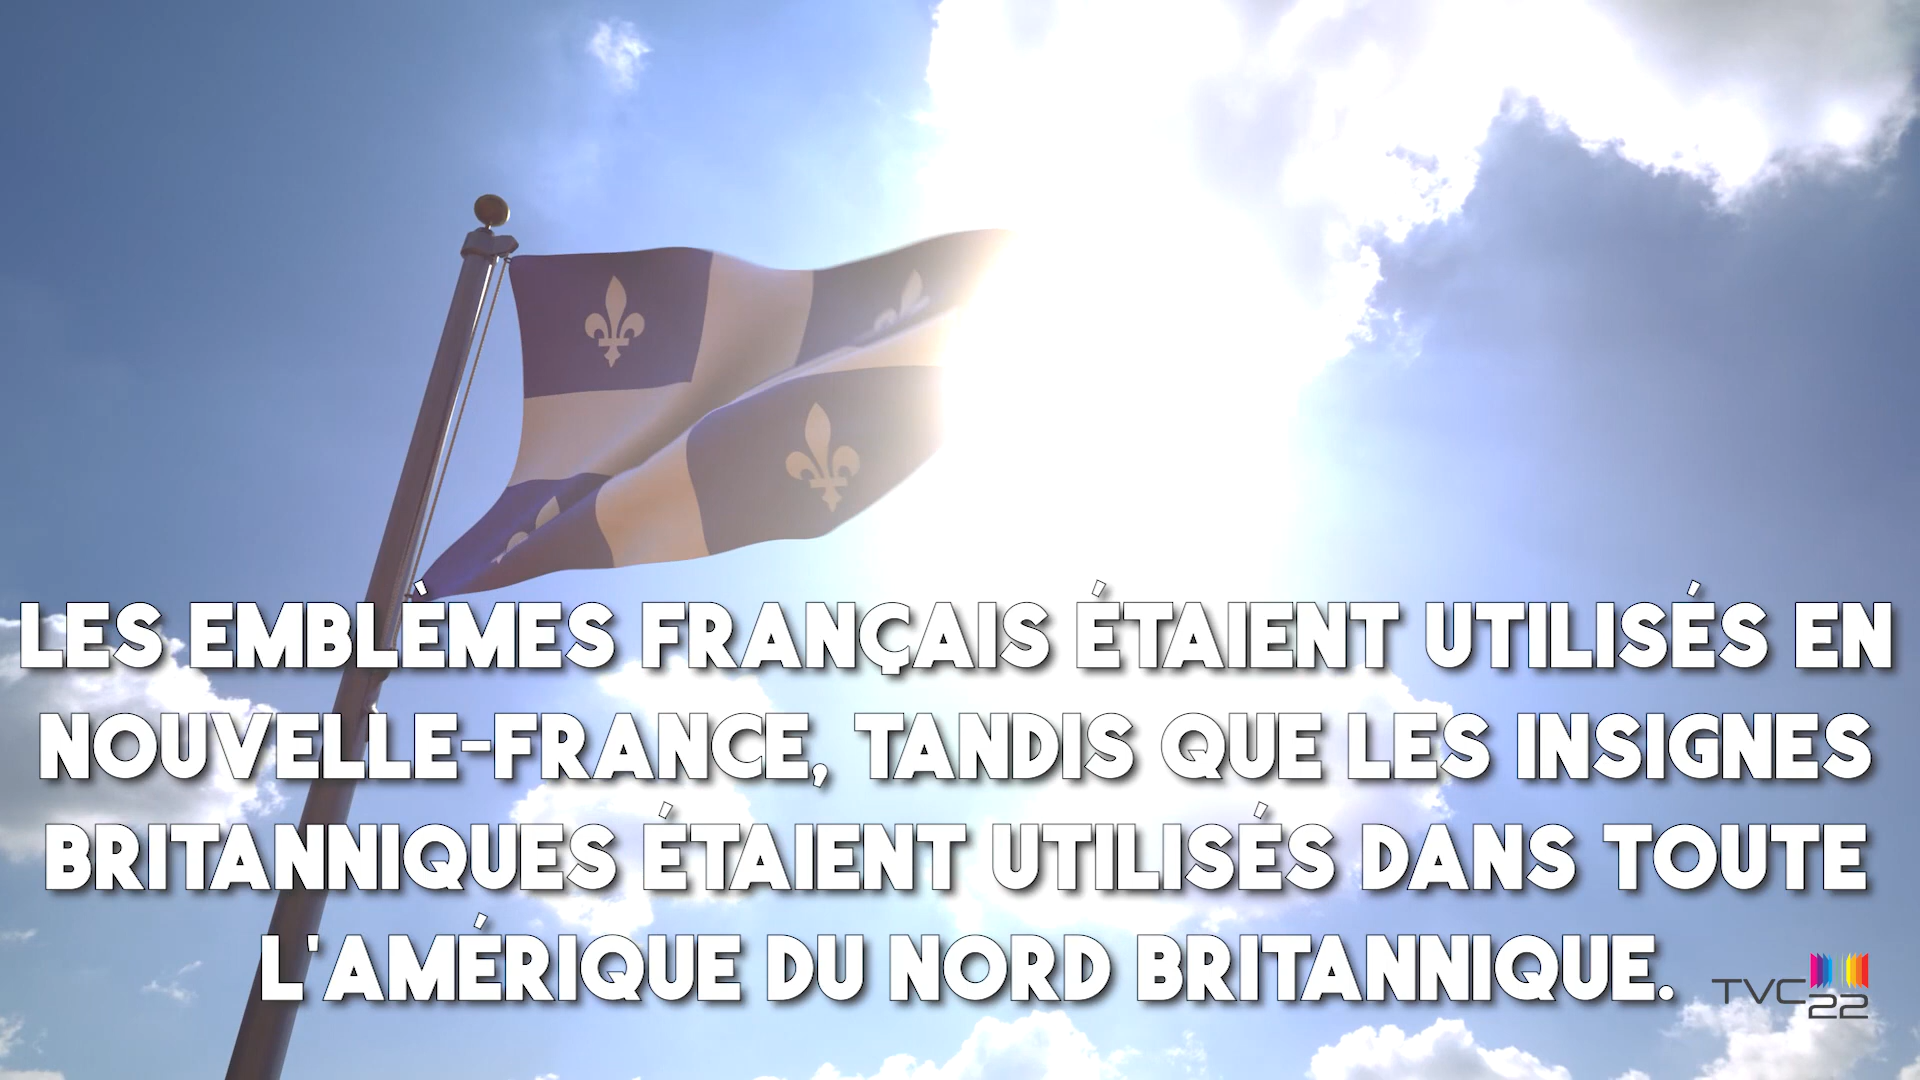 LES EMBLÈMES FRANÇAIS ÉTAIENT UTILISÉS EN
NOUVELLE-FRANCE, TANDIS QUE LES INSIGNES
BRITANNIQUES ÉTAIENT UTILISÉS DANS TOUTE
L'AMÉRIQUE DU NORD BRITANNIQUE.
TVC22